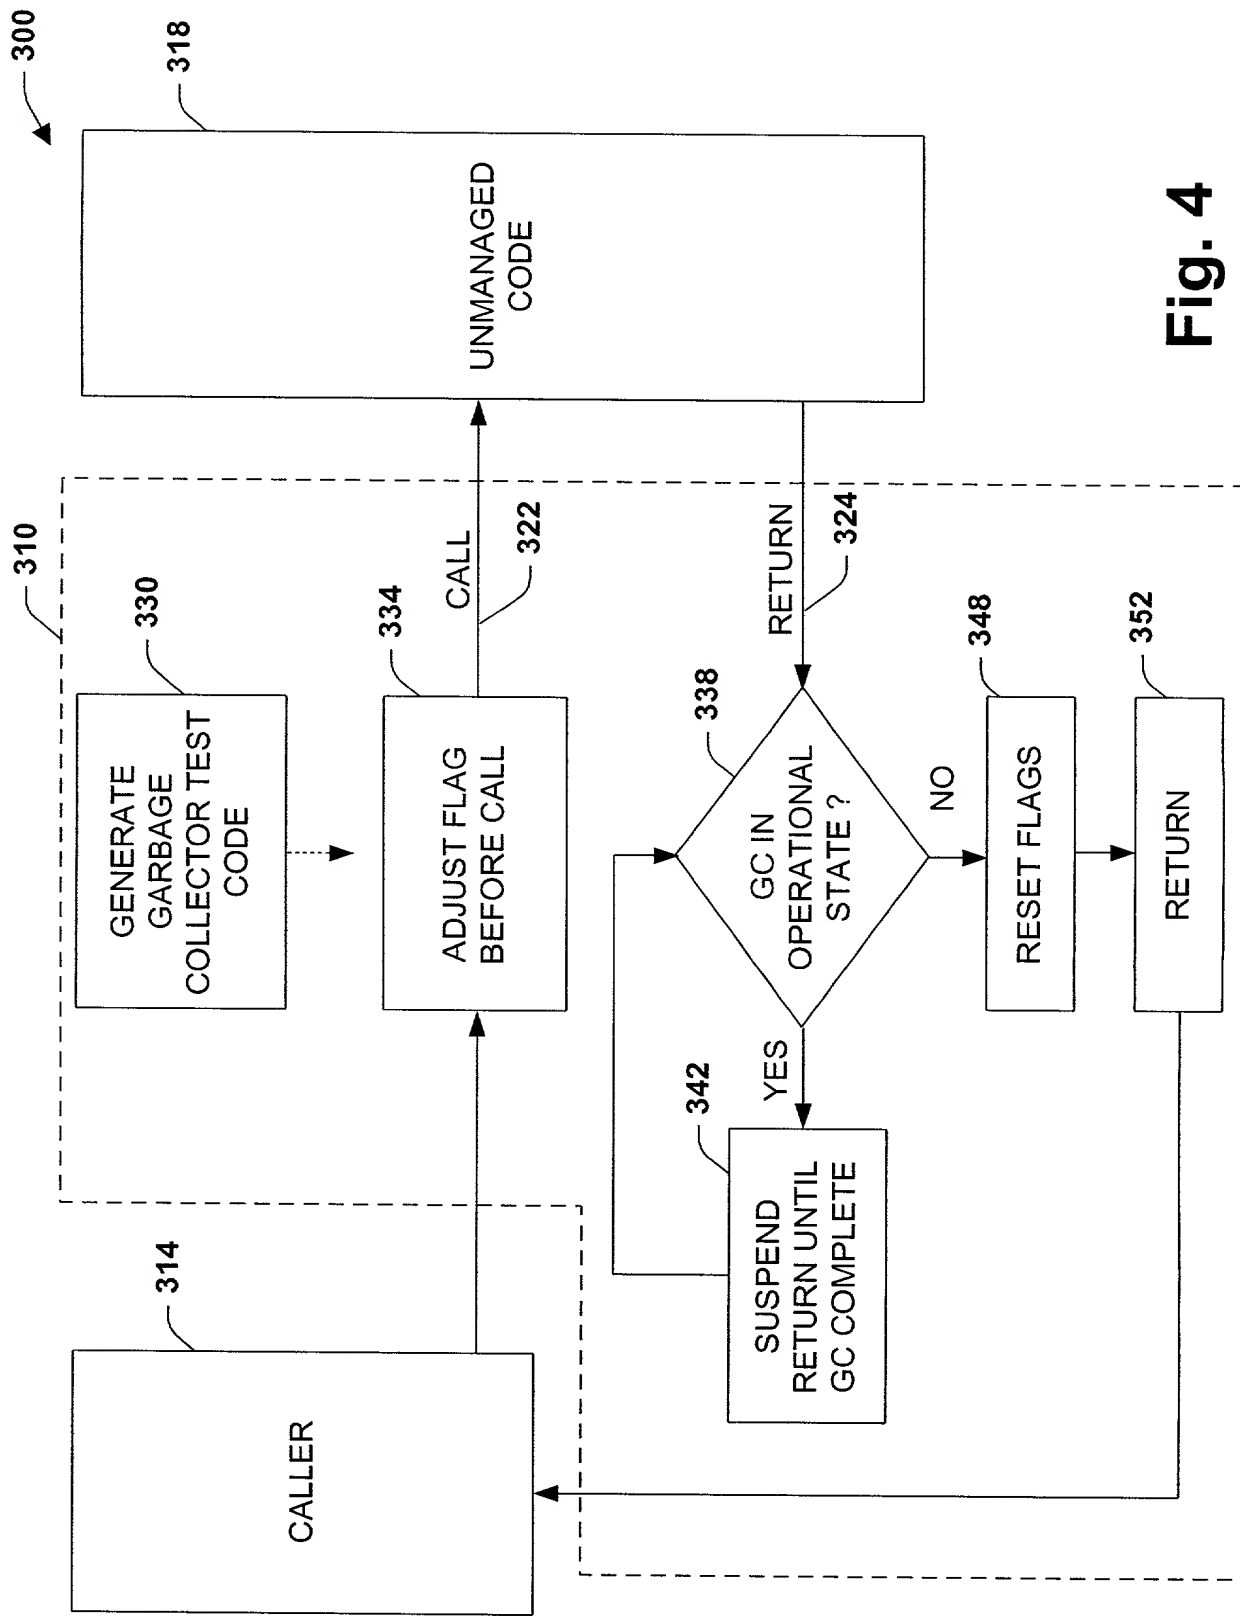 300
318
UNMANAGED
CODE
310
330
GENERATE
GARBAGE
COLLECTOR TEST
CODE
334
ADJUST FLAG
BEFORE CALL
CALL
322
314
CALLER
RETURN
324
338
GC IN
OPERATIONAL
STATE ?
YES
342
SUSPEND
RETURN UNTIL
GC COMPLETE
NO
348
RESET FLAGS
352
RETURN
Fig. 4